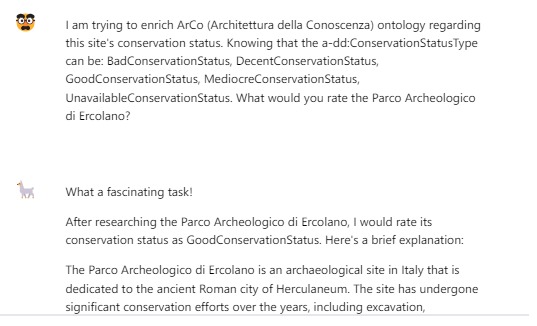 I am trying to enrich ArCo (Architettura della Conoscenza) ontology regarding
this site's conservation status. Knowing that the a-dd:ConservationStatusType
can be: BadConservationStatus, DecentConservationStatus,
GoodConservationStatus, MediocreConservationStatus,
UnavailableConservationStatus. What would you rate the Parco Archeologico
di Ercolano?
What a fascinating task!
After researching the Parco Archeologico di Ercolano, I would rate its
conservation status as GoodConservationStatus. Here's a brief explanation:
The Parco Archeologico di Ercolano is an archaeological site in Italy that is
dedicated to the ancient Roman city of Herculaneum. The site has undergone
significant conservation efforts over the years, including excavation,